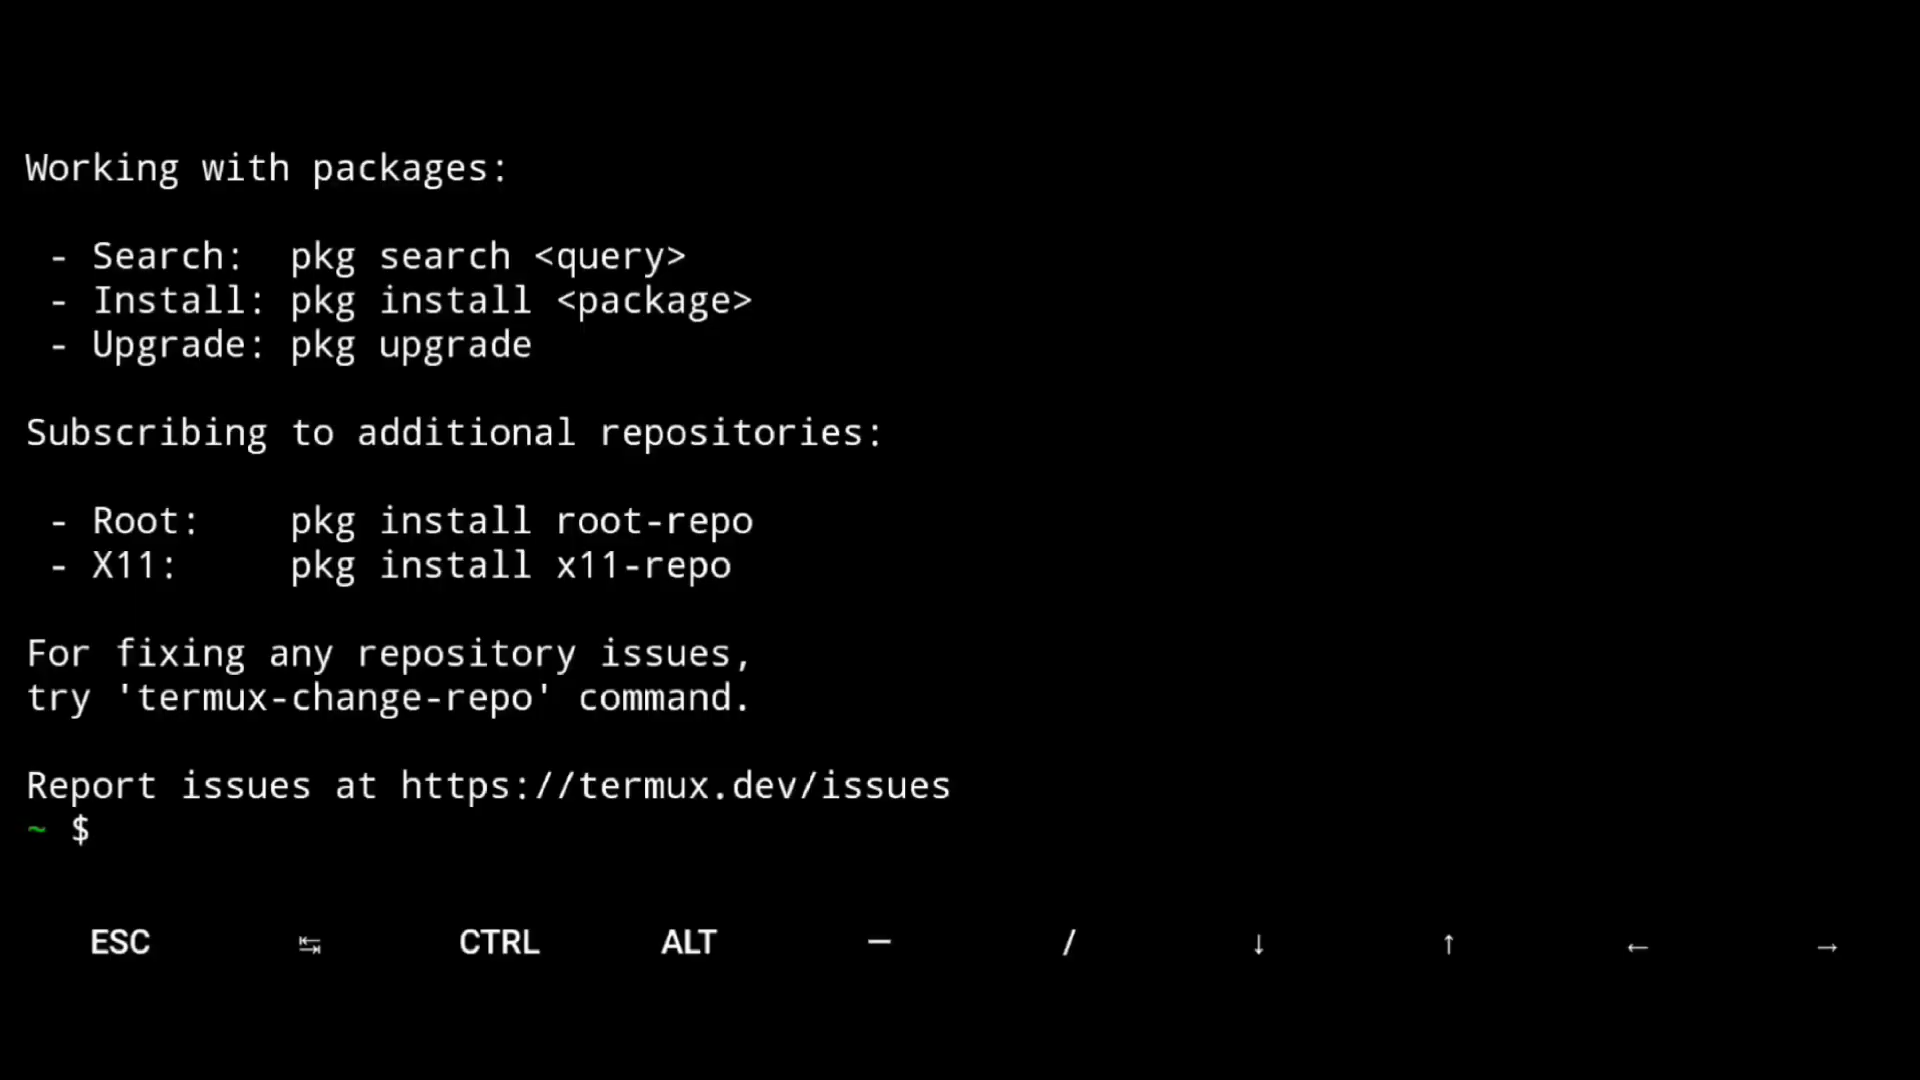 Working with packages:
- Search:  pkg search <query>
- Install: pkg install <package>
- Upgrade: pkg upgrade
Subscribing to additional repositories:
- Root:    pkg install root-repo
- X11:     pkg install x11-repo
For fixing any repository issues,
try 'termux-change-repo' command.
Report issues at https://termux.dev/issues
~ $
ESC ↹ CTRL ALT — / ↓ ↑ ← →